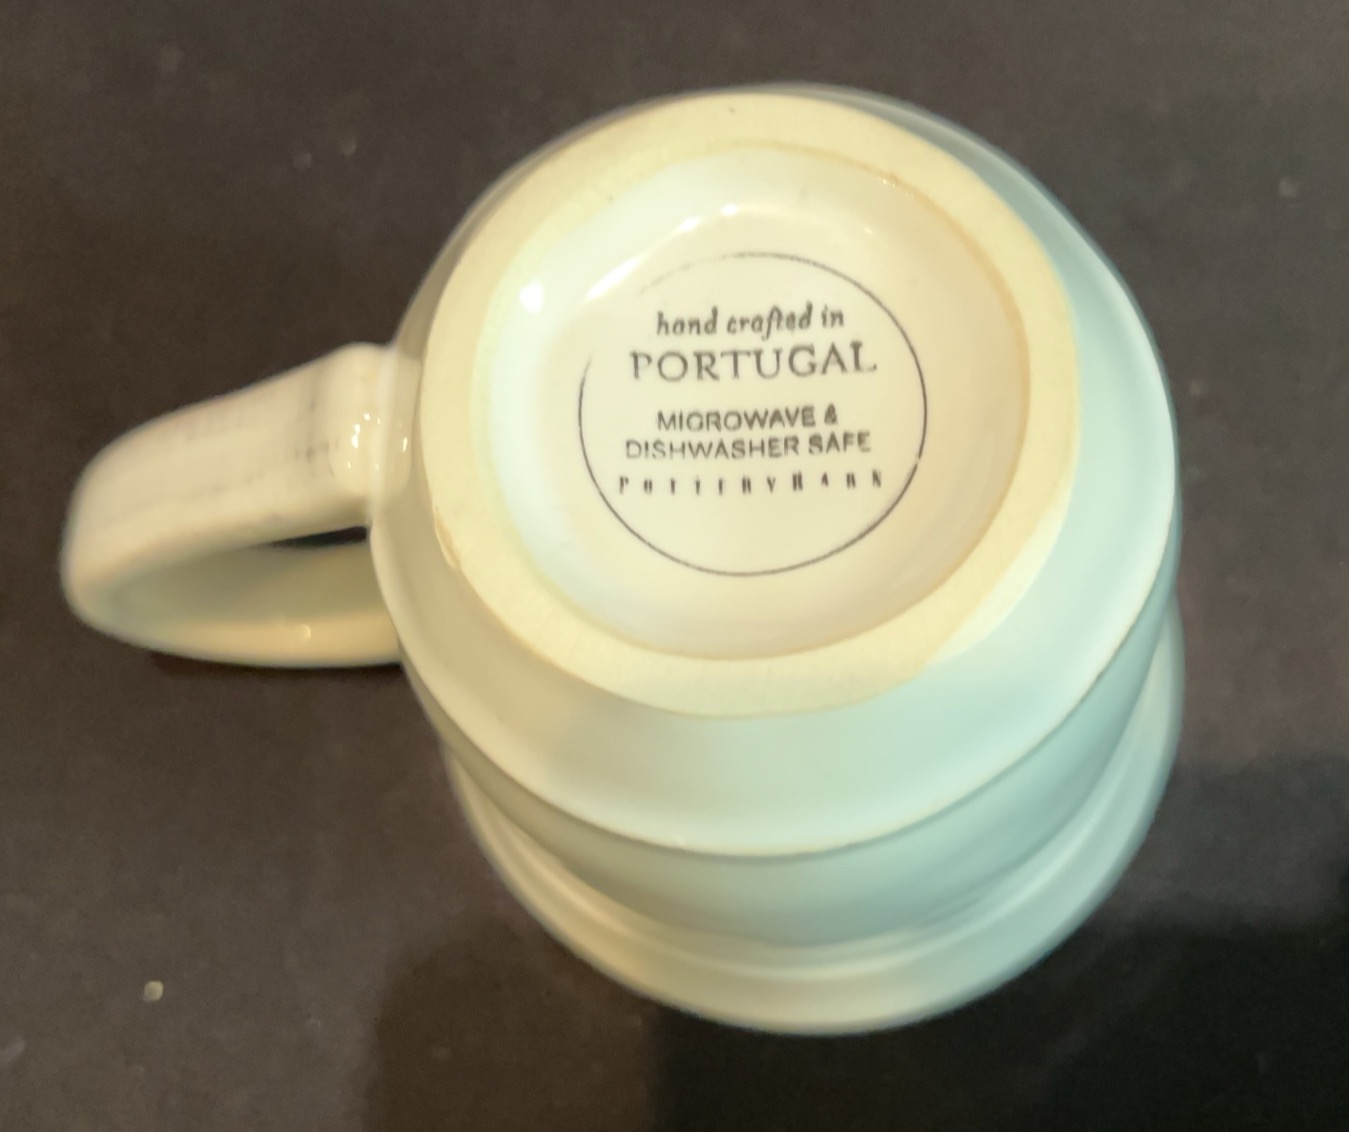 hand crafted in
PORTUGAL
MICROWAVE &
DISHWASHER SAFE
POTTERYBARN